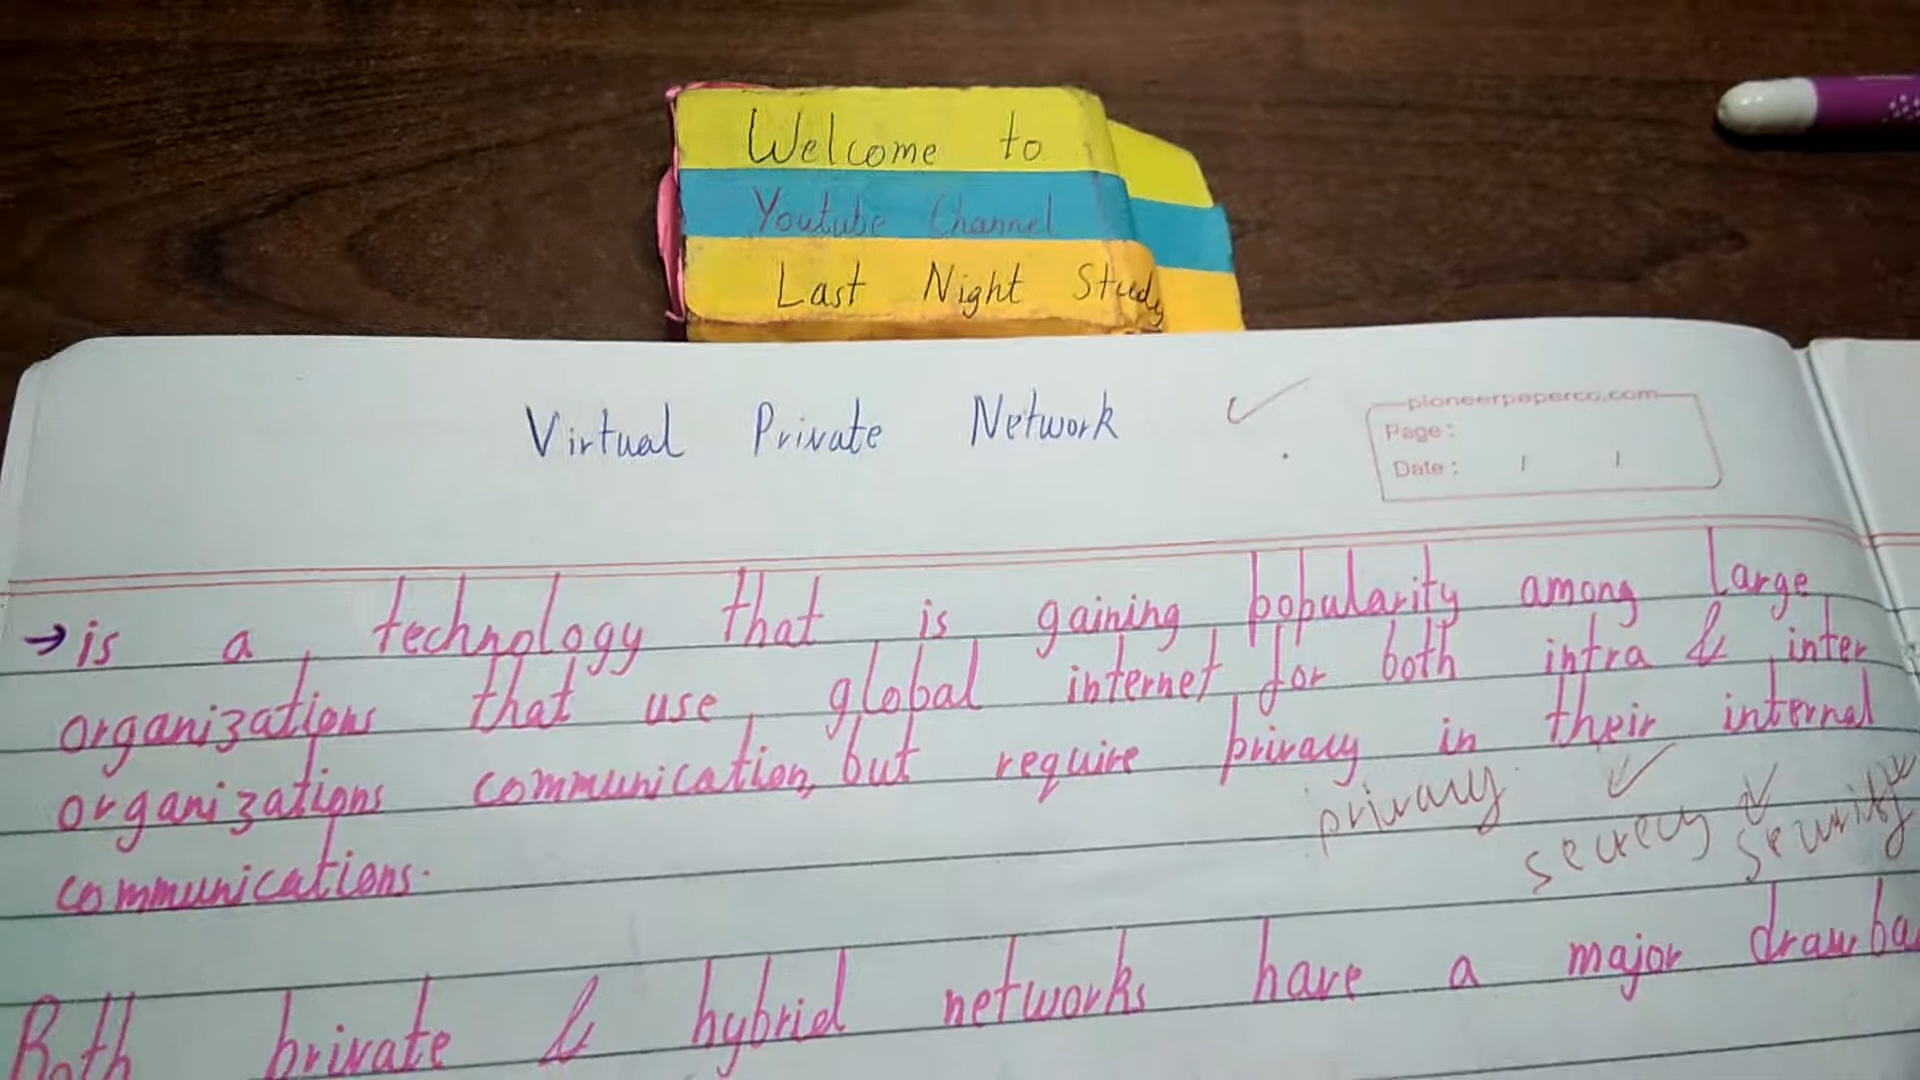 Welcome to
Youtube Channel
Last Night Study
Virtual Private Network
pioneerpaperco.com
Page :
Date : / /
→ is a technology that is gaining popularity among large
organizations that use global internet for both intra & inter
organizations communication, but require privacy in their internal
privacy
secrecy security
communications.
Both private & hybrid networks have a major drawba